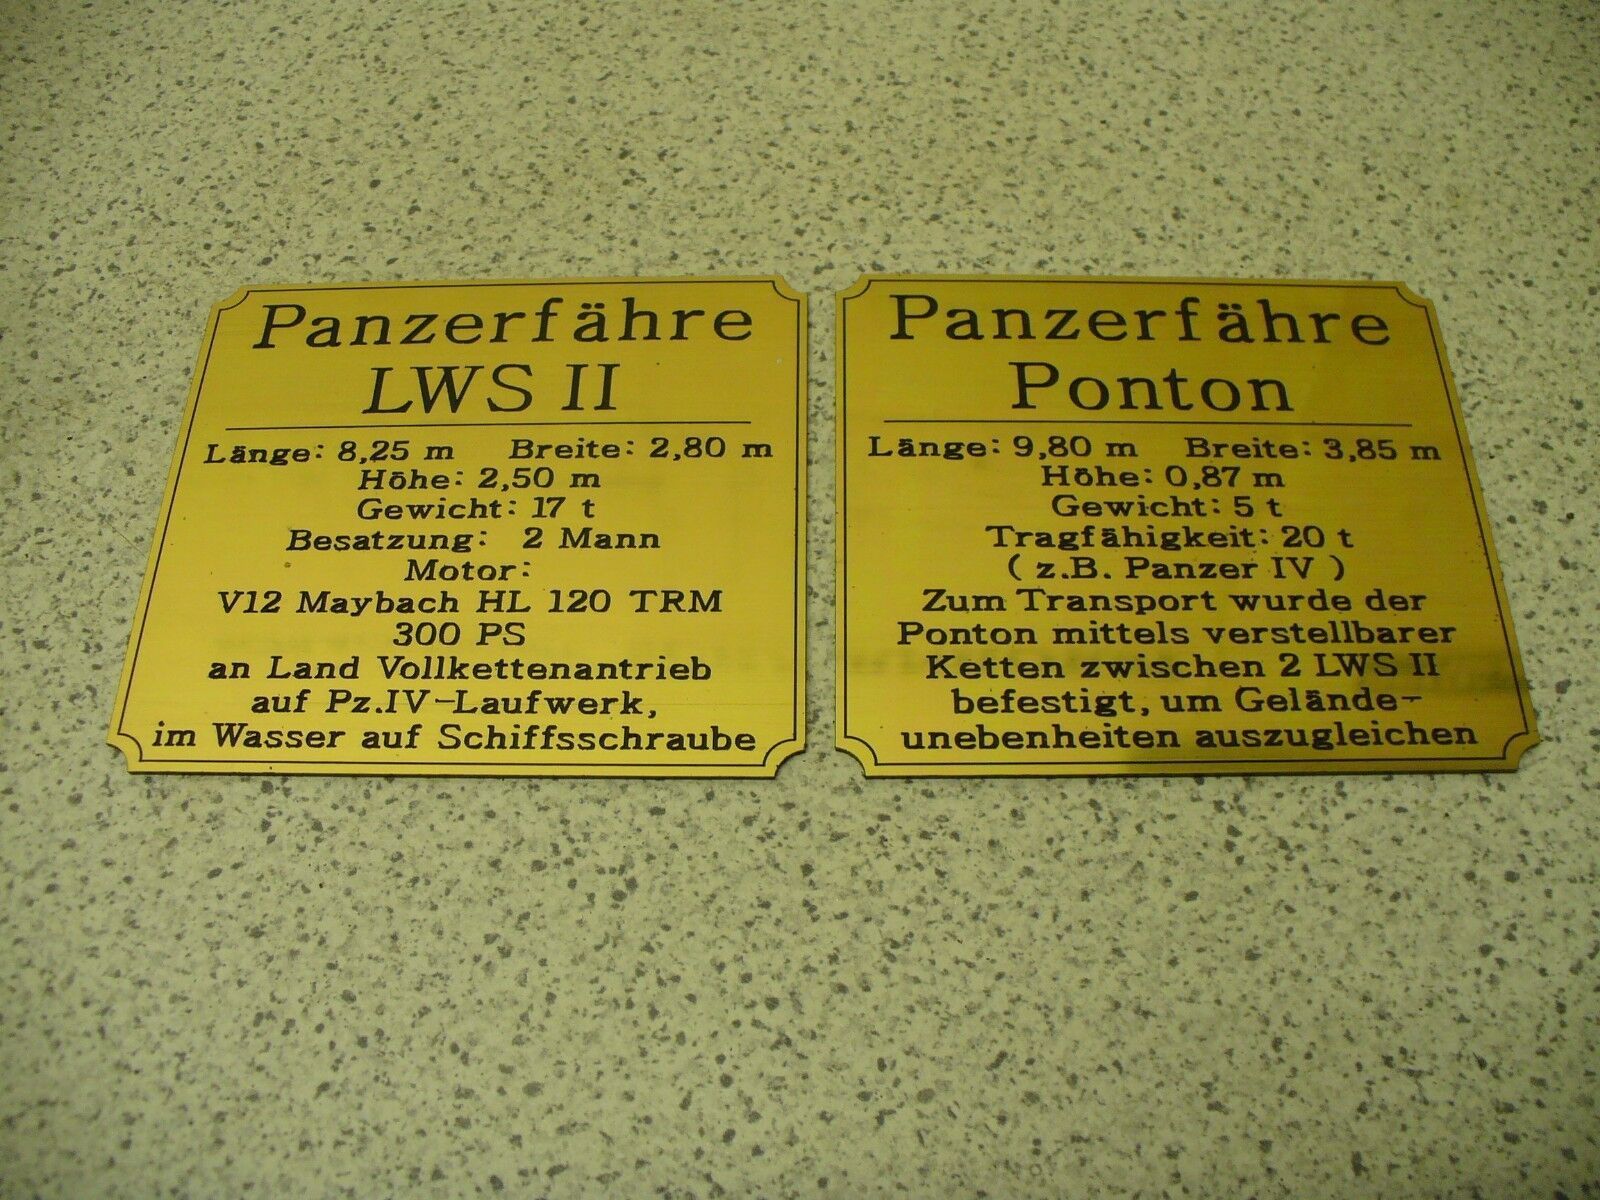 Panzerfähre
LWS II
Länge: 8,25 m Breite: 2,80 m
Höhe: 2,50 m
Gewicht: 17 t
Besatzung: 2 Mann
Motor:
V12 Maybach HL 120 TRM
300 PS
an Land Vollkettenantrieb
auf Pz.IV-Laufwerk,
im Wasser auf Schiffsschraube
Panzerfähre
Ponton
Länge: 9,80 m Breite: 3,85 m
Höhe: 0,87 m
Gewicht: 5 t
Tragfähigkeit: 20 t
( z.B. Panzer IV )
Zum Transport wurde der
Ponton mittels verstellbarer
Ketten zwischen 2 LWS II
befestigt, um Gelände-
unebenheiten auszugleichen